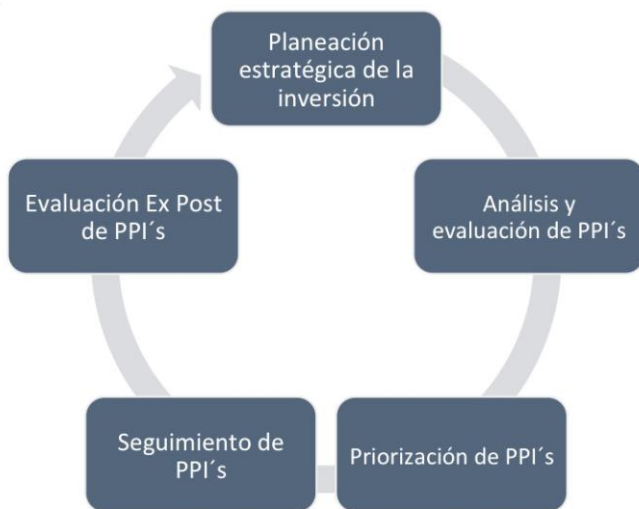 Planeación
estratégica de la
inversión
Análisis y
evaluación de PPI´s
Priorización de PPI´s
Seguimiento de
PPI´s
Evaluación Ex Post
de PPI´s